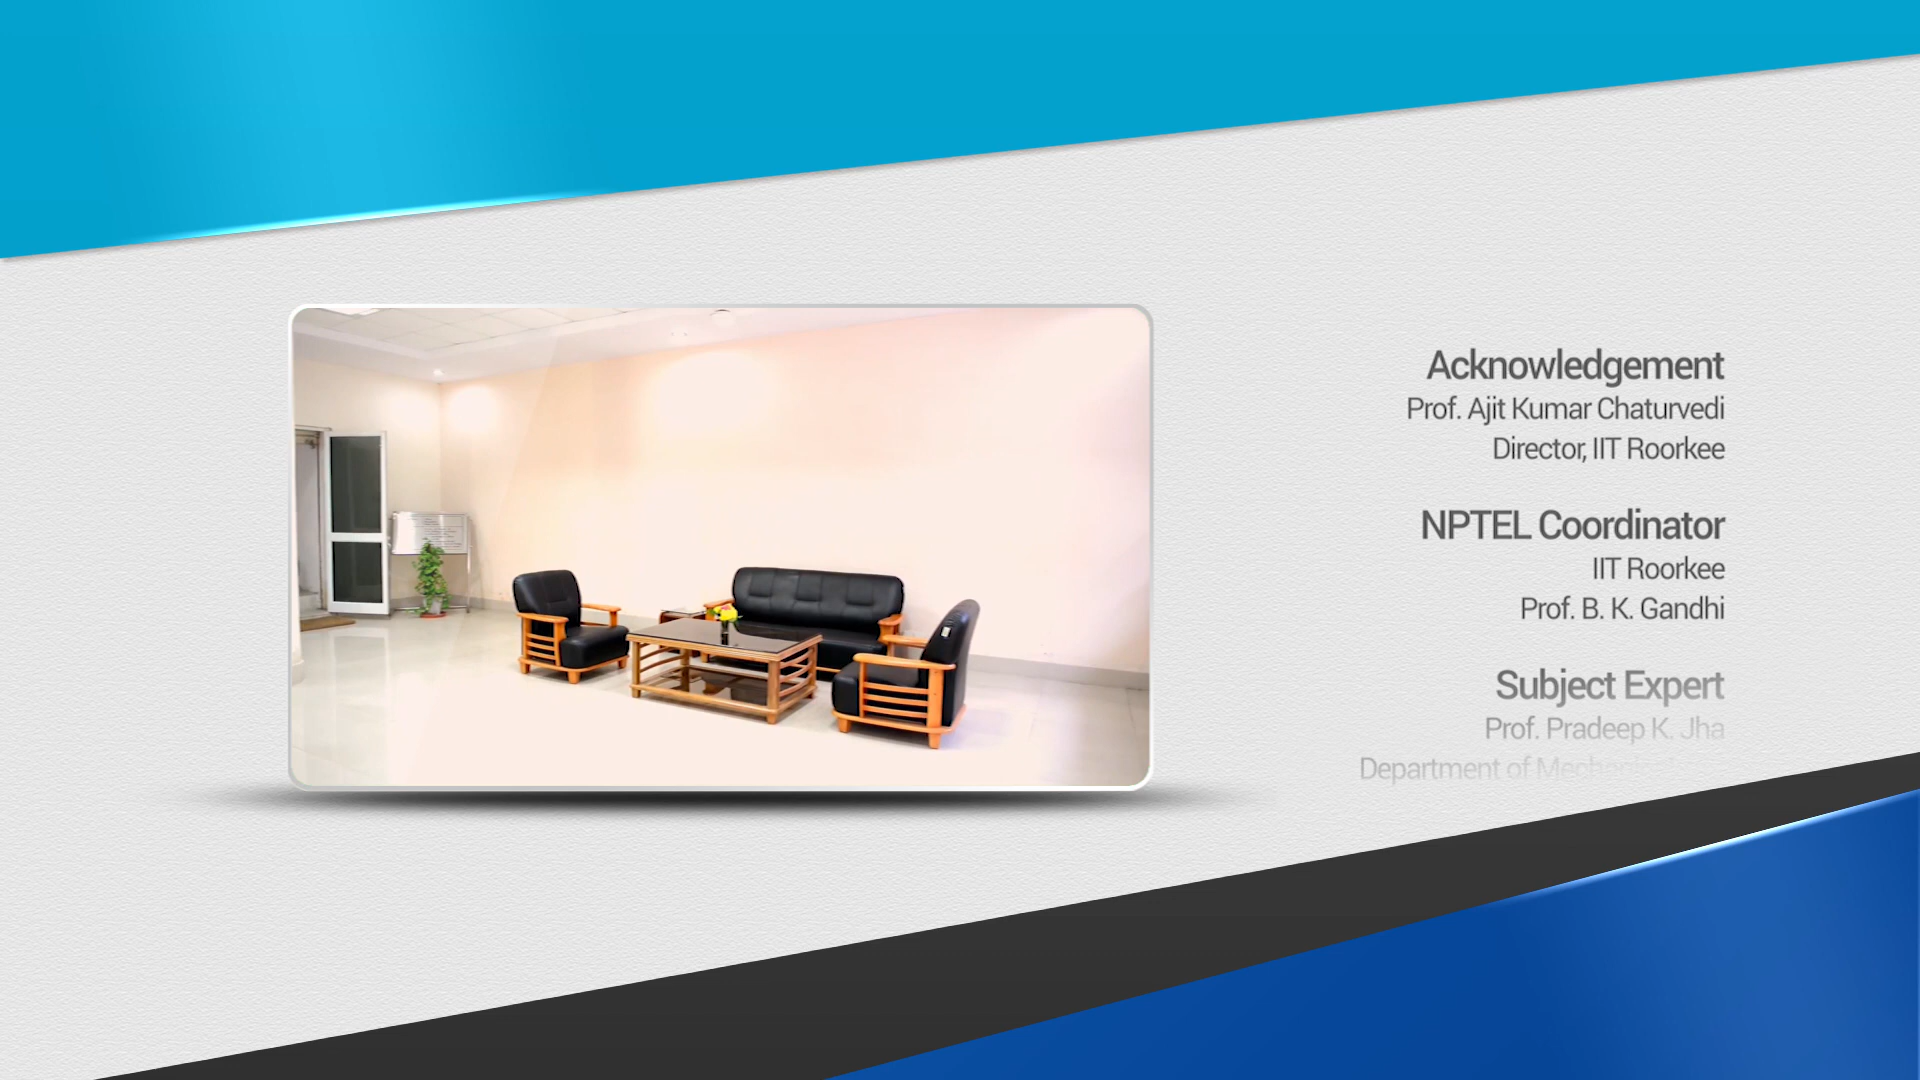 Acknowledgement
Prof. Ajit Kumar Chaturvedi
Director, IIT Roorkee
NPTEL Coordinator
IIT Roorkee
Prof. B. K. Gandhi
Subject Expert
Prof. Pradeep K. Jha
Department of